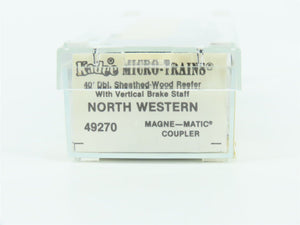 Kadee MICRO-TRAINS®
40' Dbl. Sheathed Wood Reefer
With Vertical Brake Staff
NORTH WESTERN
49270 MAGNE-MATIC®
COUPLER